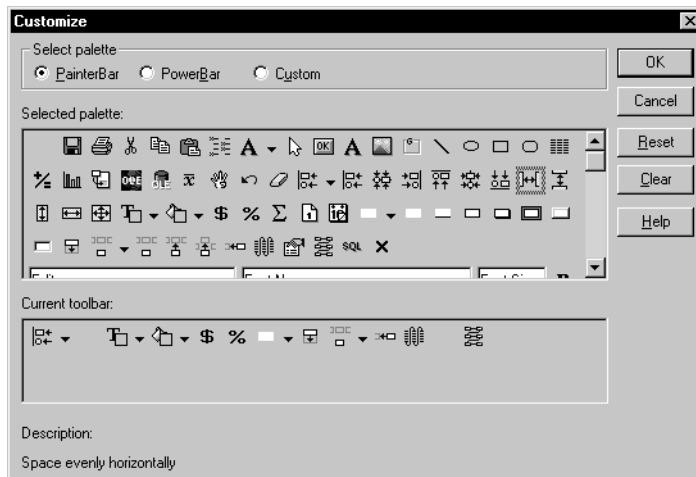 Customize
Select palette
PainterBar PowerBar Custom
OK
Cancel
Selected palette:
Reset
Clear
Help
SQL
Current toolbar:
Description:
Space evenly horizontally